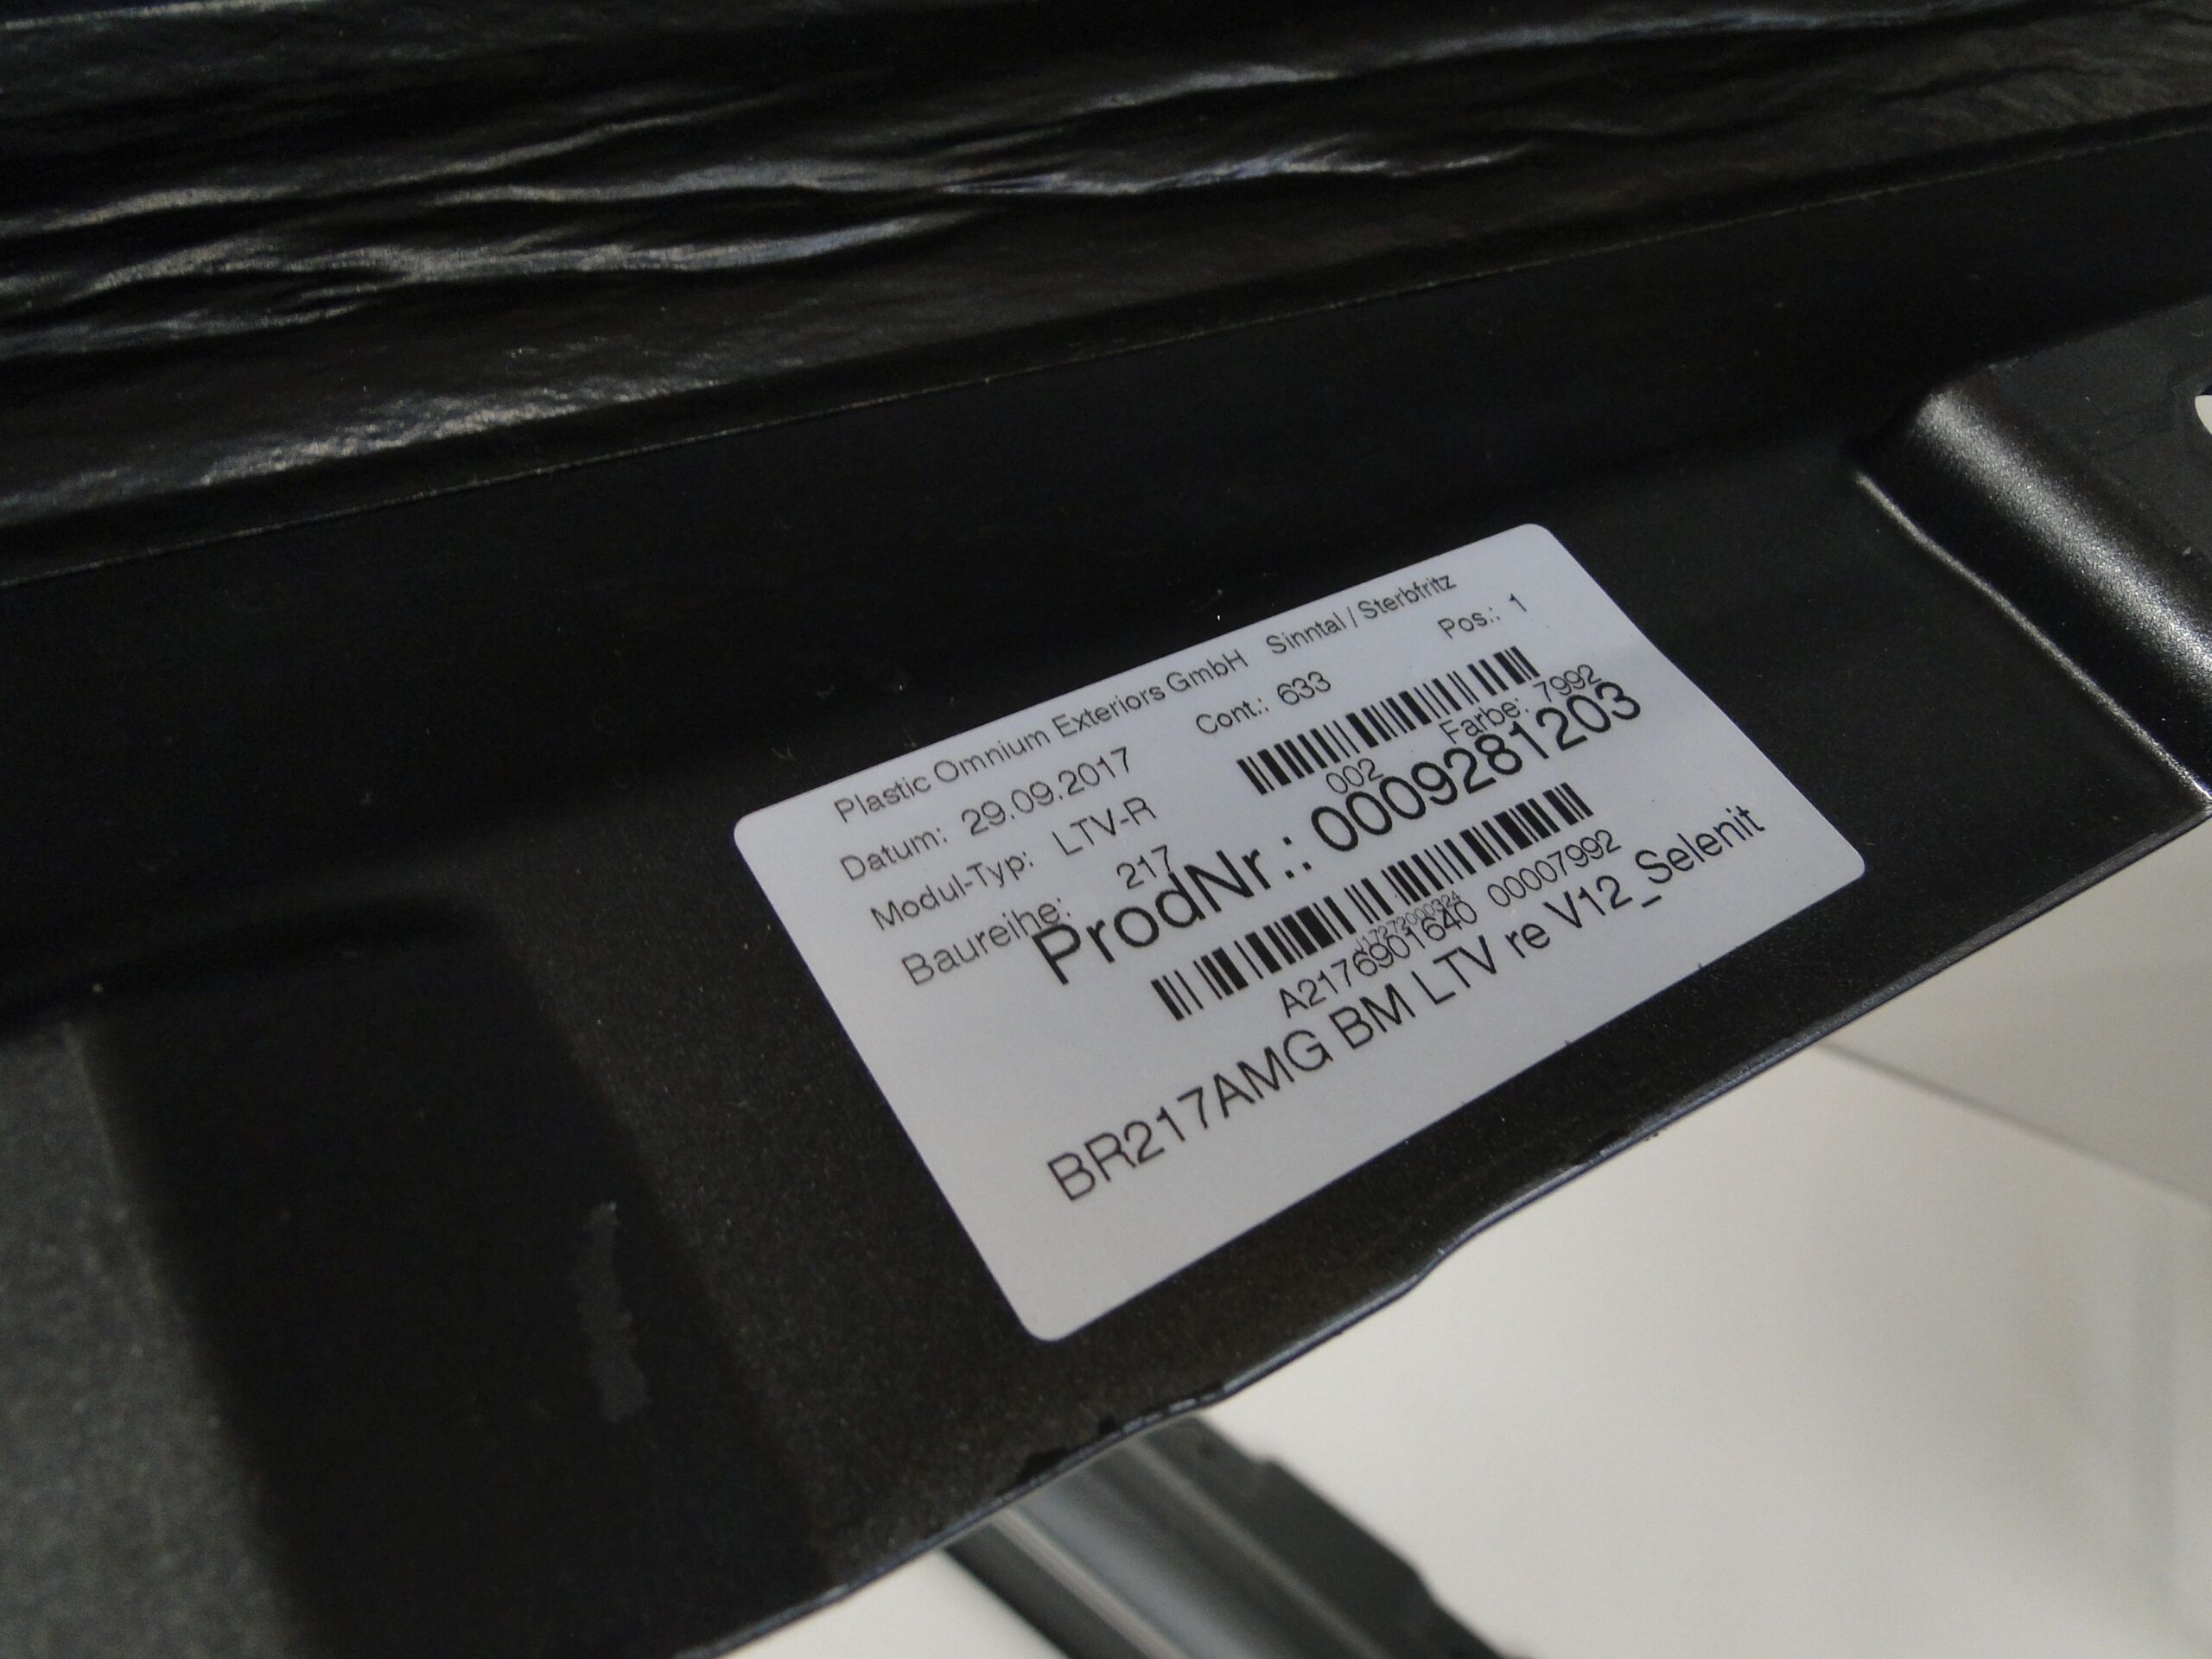 Plastic Omnium Exteriors GmbH Sinntal / Sterbfritz
Datum: 29.09.2017 Cont.: 633 Pos.: 1
Modul-Typ: LTV-R
Baureihe: 217 002 Farbe: 7992
ProdNr.: 0009281203
A2176901640 00007992
BR217AMG BM LTV re V12_Selenit